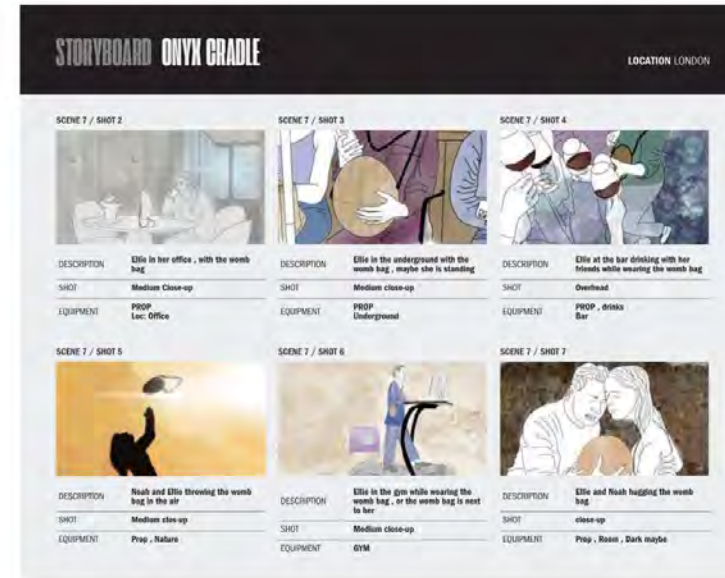 STORYBOARD ONYX CRADLE
LOCATION LONDON
SCENE 7 / SHOT 2
DESCRIPTION
Ellie in her office , with the womb
bag
SHOT
Medium Close-up
EQUIPMENT
PROP
Loc: Office
SCENE 7 / SHOT 3
DESCRIPTION
Ellie in the underground with the
womb bag , maybe she is standing
SHOT
Medium close-up
EQUIPMENT
PROP
Underground
SCENE 7 / SHOT 4
DESCRIPTION
Ellie at the bar drinking with her
friends while wearing the womb bag
SHOT
Overhead
EQUIPMENT
PROP , drinks
Bar
SCENE 7 / SHOT 5
DESCRIPTION
Noah and Ellie throwing the womb
bag in the air
SHOT
Medium clos-up
EQUIPMENT
Prop , Nature
SCENE 7 / SHOT 6
DESCRIPTION
Ellie in the gym while wearing the
womb bag , or the womb bag is next
to her
SHOT
Medium close-up
EQUIPMENT
GYM
SCENE 7 / SHOT 7
DESCRIPTION
Ellie and Noah hugging the womb
bag
SHOT
close-up
EQUIPMENT
Prop , Room , Dark maybe